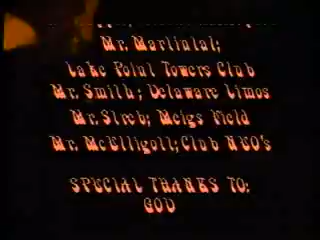 Mr. Martinial;
Lake Point Towers Club
Mr. Smith; Delaware Limos
Mr. Streb; Meigs Field
Mr. McElligott; Club NEO's
SPECIAL THANKS TO:
GOD